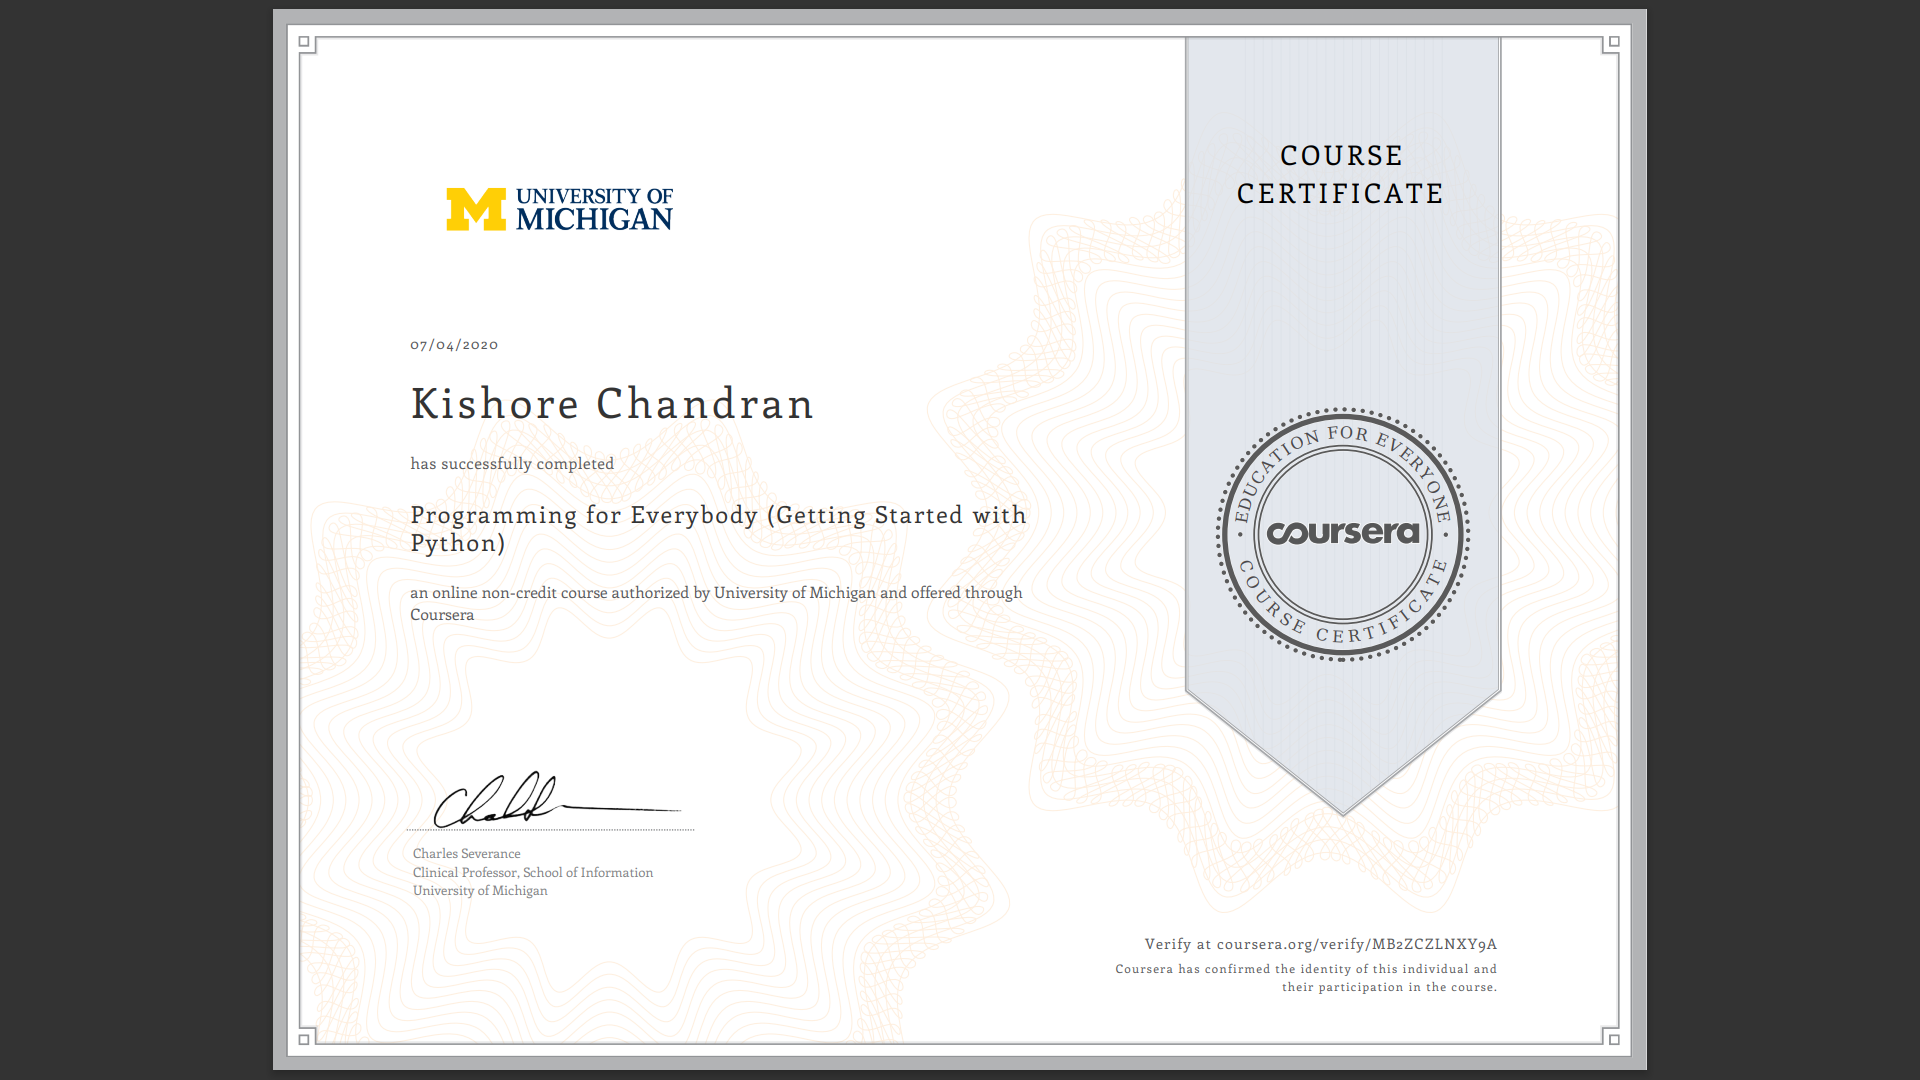 UNIVERSITY OF
MICHIGAN
07/04/2020
Kishore Chandran
has successfully completed
Programming for Everybody (Getting Started with
Python)
an online non-credit course authorized by University of Michigan and offered through
Coursera
Charles Severance
Clinical Professor, School of Information
University of Michigan
COURSE
CERTIFICATE
EDUCATION FOR EVERYONE
coursera
COURSE CERTIFICATE
Verify at coursera.org/verify/MB2ZCZLNXY9A
Coursera has confirmed the identity of this individual and
their participation in the course.